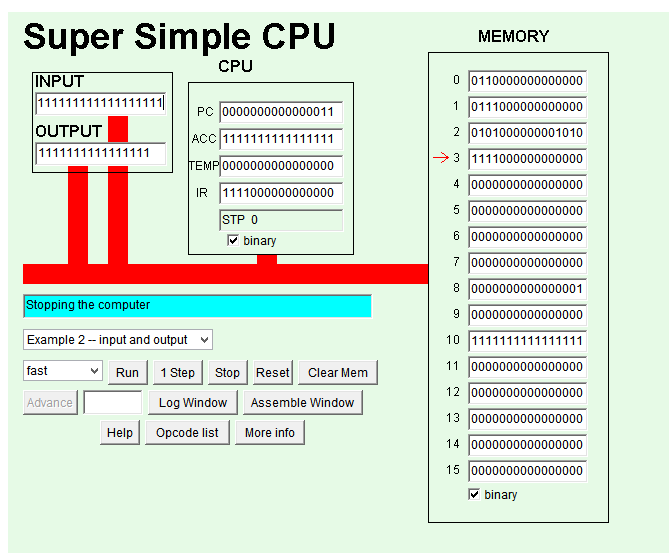 Super Simple CPU
MEMORY
CPU
INPUT
111111111111111111
OUTPUT
1111111111111111
PC 0000000000000011
ACC 1111111111111111
TEMP 0000000000000000
IR 1111000000000000
STP 0
binary
0 0110000000000000
1 0111000000000000
2 0101000000001010
3 1111000000000000
4 0000000000000000
5 0000000000000000
6 0000000000000000
7 0000000000000000
8 0000000000000001
9 0000000000000000
10 1111111111111111
11 0000000000000000
12 0000000000000000
13 0000000000000000
14 0000000000000000
15 0000000000000000
binary
Stopping the computer
Example 2 -- input and output
fast Run 1 Step Stop Reset Clear Mem
Advance Log Window Assemble Window
Help Opcode list More info